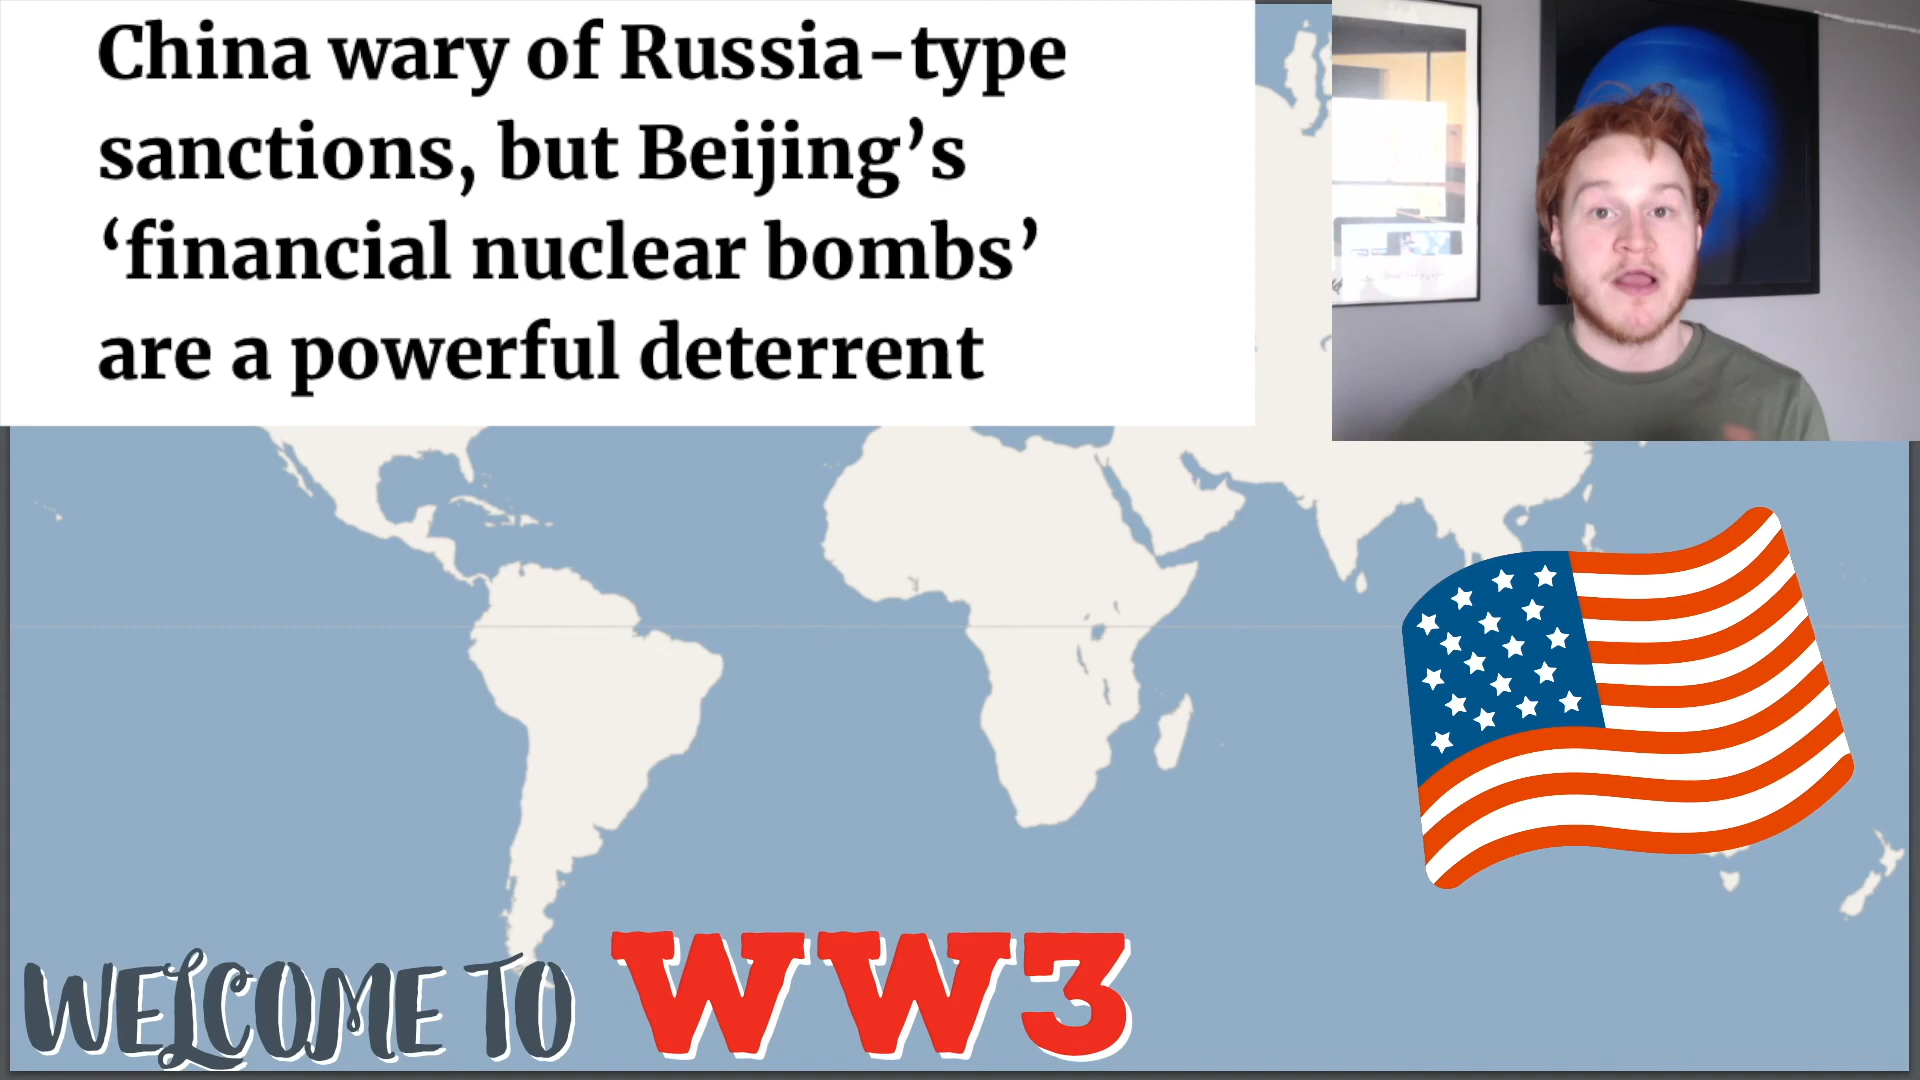 China wary of Russia-type
sanctions, but Beijing’s
‘financial nuclear bombs’
are a powerful deterrent
WELCOME TO WW3